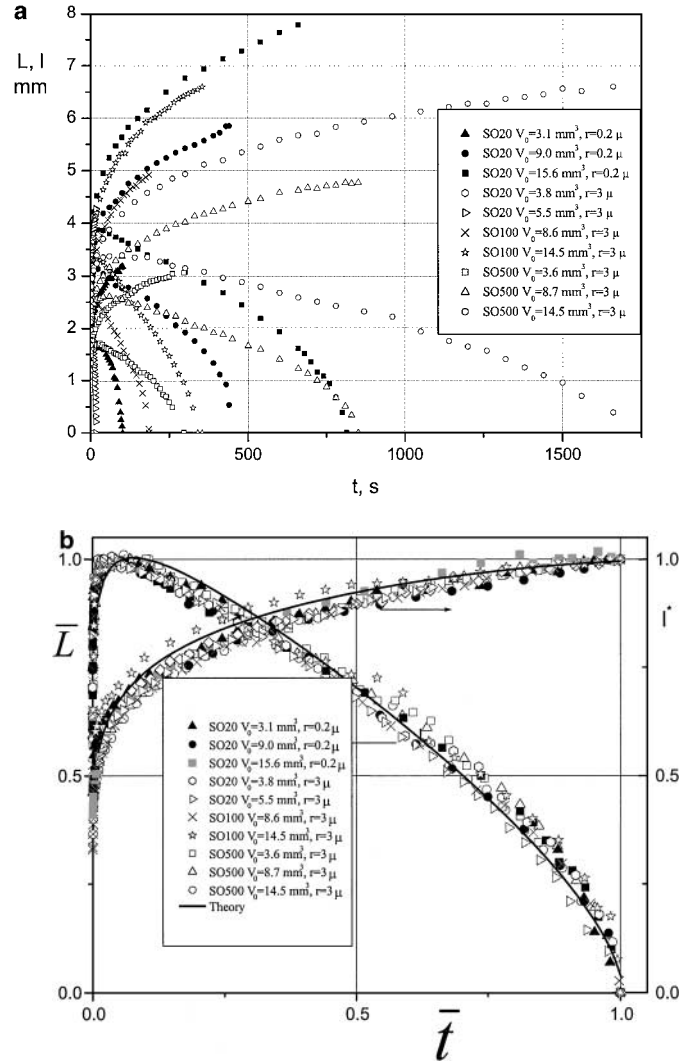 a
8
L, l
mm
7
6
5
4
3
2
1
0
SO20 V₀=3.1 mm³, r=0.2 μ
SO20 V₀=9.0 mm³, r=0.2 μ
SO20 V₀=15.6 mm³, r=0.2 μ
SO20 V₀=3.8 mm³, r=3 μ
SO20 V₀=5.5 mm³, r=3 μ
SO100 V₀=8.6 mm³, r=3 μ
SO100 V₀=14.5 mm³, r=3 μ
SO500 V₀=3.6 mm³, r=3 μ
SO500 V₀=8.7 mm³, r=3 μ
SO500 V₀=14.5 mm³, r=3 μ
0 500 1000 1500
t, s
b
1.0 1.0
L̅ l*
SO20 V₀=3.1 mm³, r=0.2 μ
SO20 V₀=9.0 mm³, r=0.2 μ
SO20 V₀=15.6 mm³, r=0.2 μ
SO20 V₀=3.8 mm³, r=3 μ
SO20 V₀=5.5 mm³, r=3 μ
SO100 V₀=8.6 mm³, r=3 μ
SO100 V₀=14.5 mm³, r=3 μ
SO500 V₀=3.6 mm³, r=3 μ
SO500 V₀=8.7 mm³, r=3 μ
SO500 V₀=14.5 mm³, r=3 μ
Theory
0.5 0.5
0.0 0.0
0.0 0.5 1.0
t̅